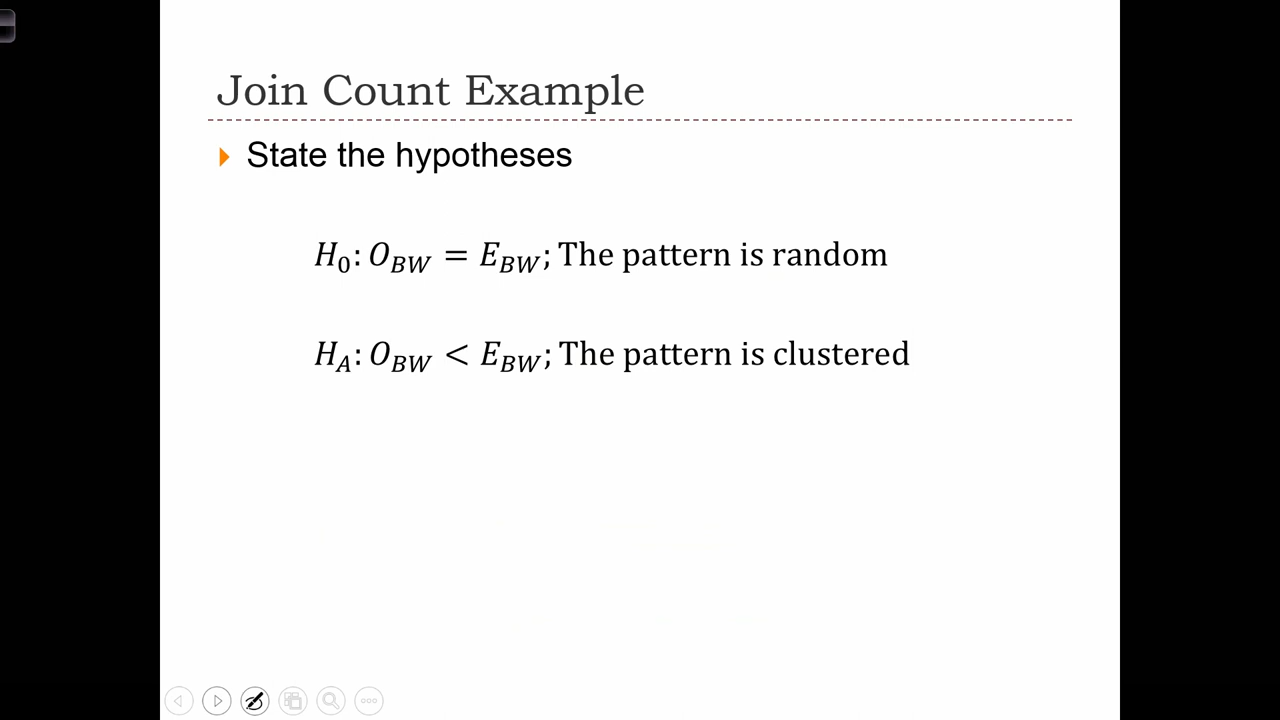 Join Count Example
State the hypotheses
H₀: O_BW = E_BW; The pattern is random
H_A: O_BW < E_BW; The pattern is clustered